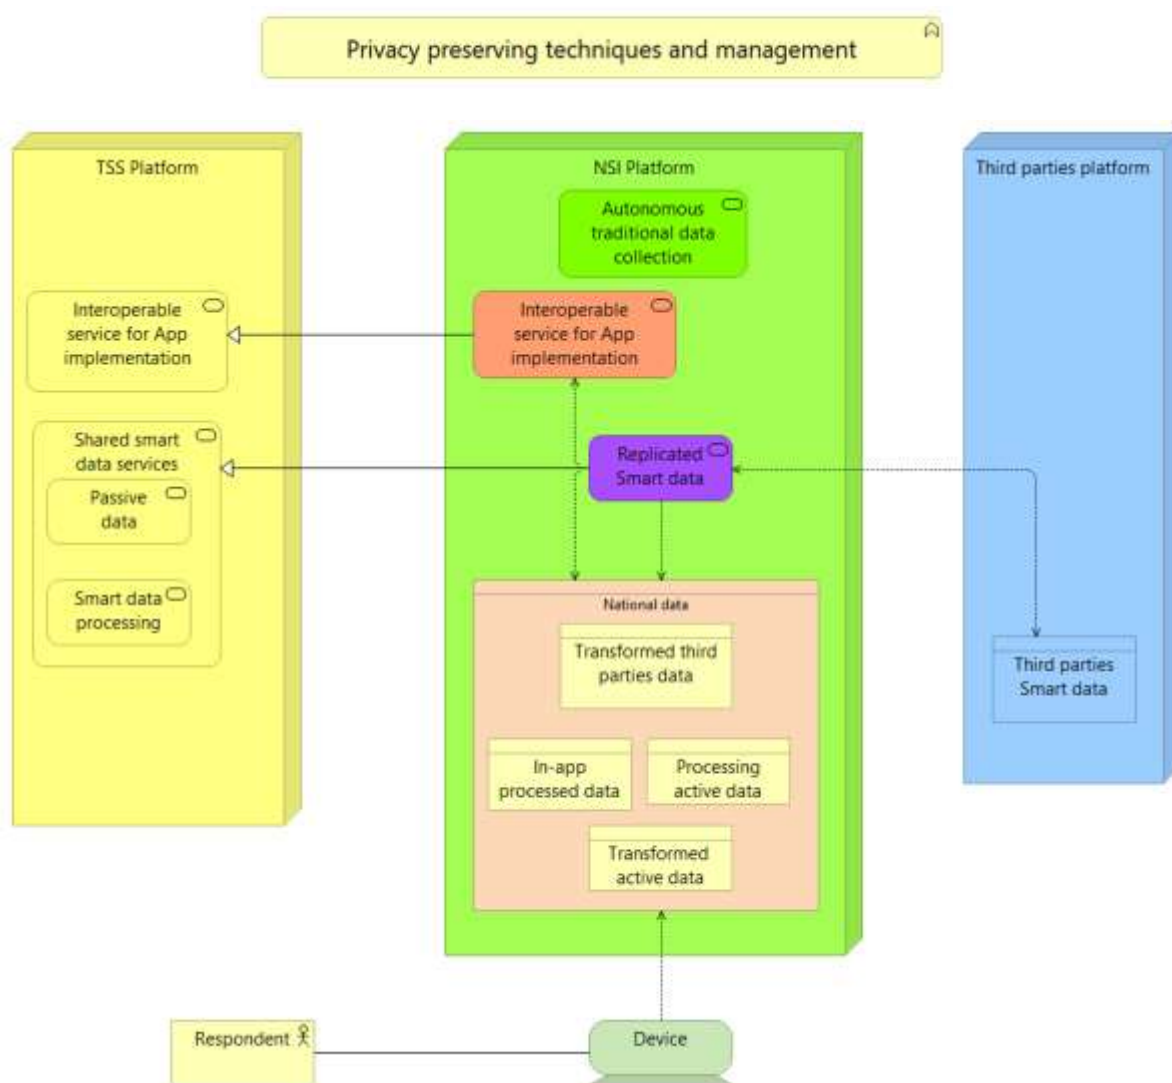 Privacy preserving techniques and management
TSS Platform
NSI Platform
Third parties platform
Autonomous
traditional data
collection
Interoperable
service for App
implementation
Interoperable
service for App
implementation
Shared smart
data services
Passive
data
Smart data
processing
Replicated
Smart data
National data
Transformed third
parties data
In-app
processed data
Processing
active data
Transformed
active data
Third parties
Smart data
Respondent
Device